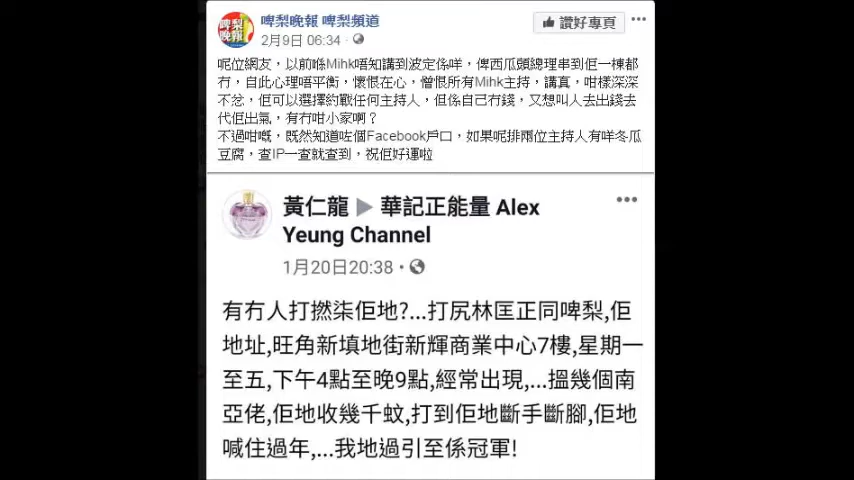 啤梨晚報
啤梨晚報 啤梨頻道
讚好專頁
2月9日 06:34
呢位網友，以前喺Mihk唔知講到波定係咩，俾西瓜頭總理串到佢一棟都
冇，自此心理唔平衡，懷恨在心，憎恨所有Mihk主持，講真，咁樣深深
不忿，佢可以選擇約戰任何主持人，但係自己冇錢，又想叫人去出錢去
代佢出氣，有冇咁小家啊？
不過咁嘅，既然知道咗個Facebook戶口，如果呢排兩位主持人有咩冬瓜
豆腐，查IP一查就查到，祝佢好運啦
黃仁龍 ▶ 華記正能量 Alex
Yeung Channel
1月20日20:38
有冇人打撚柒佢地?...打尻林匡正同啤梨,佢
地址,旺角新填地街新輝商業中心7樓,星期一
至五,下午4點至晚9點,經常出現,...搵幾個南
亞佬,佢地收幾千蚊,打到佢地斷手斷腳,佢地
喊住過年,...我地過引至係冠軍!